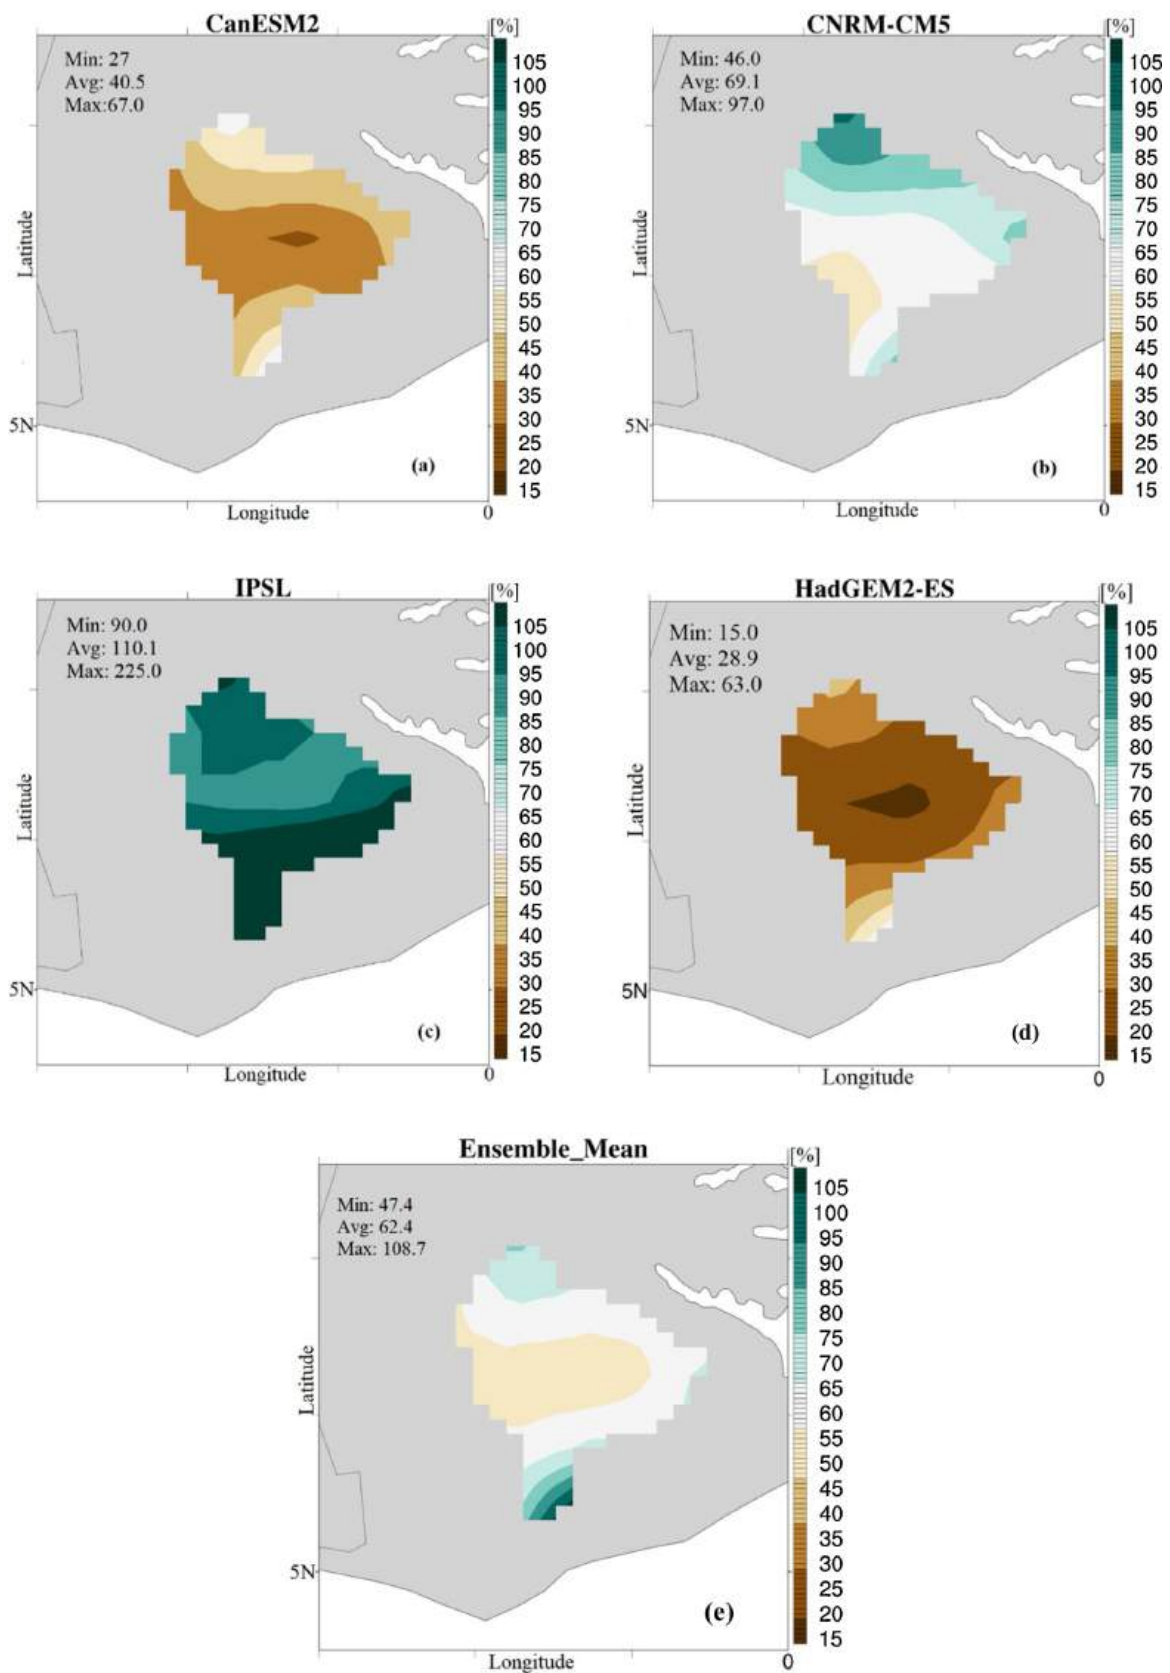 CanESM2
[%]
Min: 27
Avg: 40.5
Max:67.0
105
100
95
90
85
80
75
70
65
60
55
50
45
40
35
30
25
20
15
Latitude
5N
(a)
Longitude
0
CNRM-CM5
[%]
Min: 46.0
Avg: 69.1
Max: 97.0
105
100
95
90
85
80
75
70
65
60
55
50
45
40
35
30
25
20
15
Latitude
5N
(b)
Longitude
0
IPSL
[%]
Min: 90.0
Avg: 110.1
Max: 225.0
105
100
95
90
85
80
75
70
65
60
55
50
45
40
35
30
25
20
15
Latitude
5N
(c)
Longitude
0
HadGEM2-ES
[%]
Min: 15.0
Avg: 28.9
Max: 63.0
105
100
95
90
85
80
75
70
65
60
55
50
45
40
35
30
25
20
15
Latitude
5N
(d)
Longitude
0
Ensemble_Mean
[%]
Min: 47.4
Avg: 62.4
Max: 108.7
105
100
95
90
85
80
75
70
65
60
55
50
45
40
35
30
25
20
15
Latitude
5N
(e)
Longitude
0